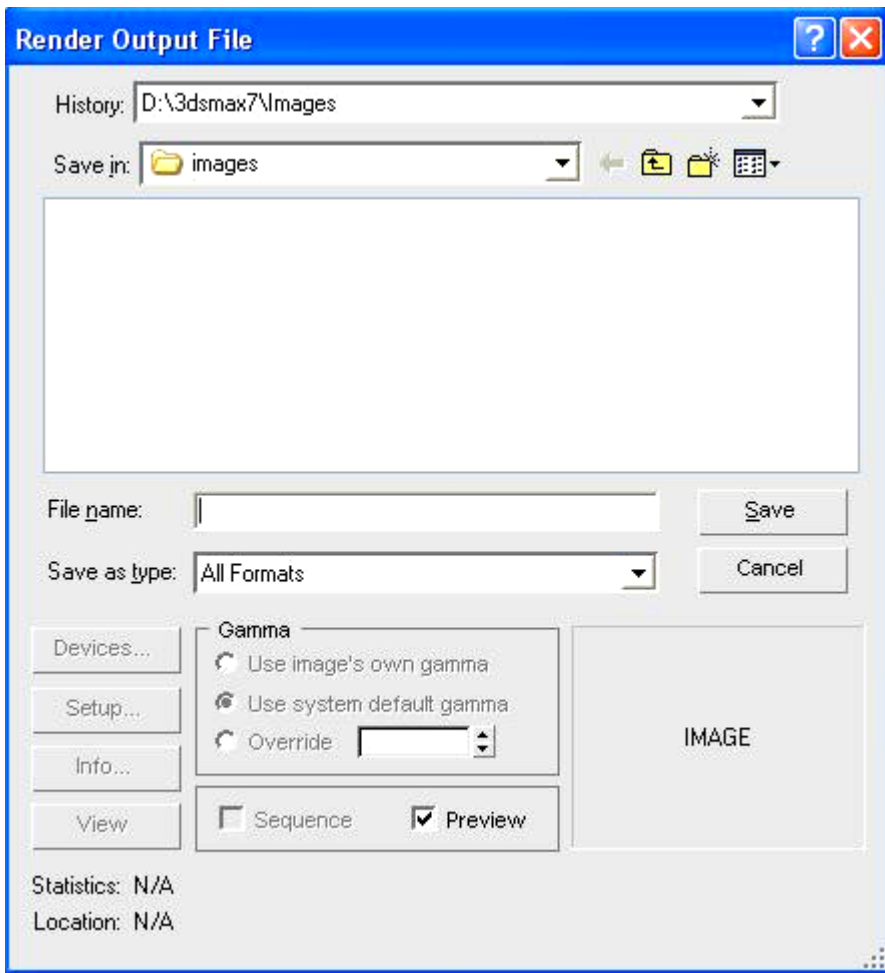 Render Output File
History: D:\3dsmax7\Images
Save in: images
File name:
Save
Save as type: All Formats
Cancel
Devices...
Setup...
Info...
View
Gamma
Use image's own gamma
Use system default gamma
Override
Sequence
Preview
IMAGE
Statistics: N/A
Location: N/A